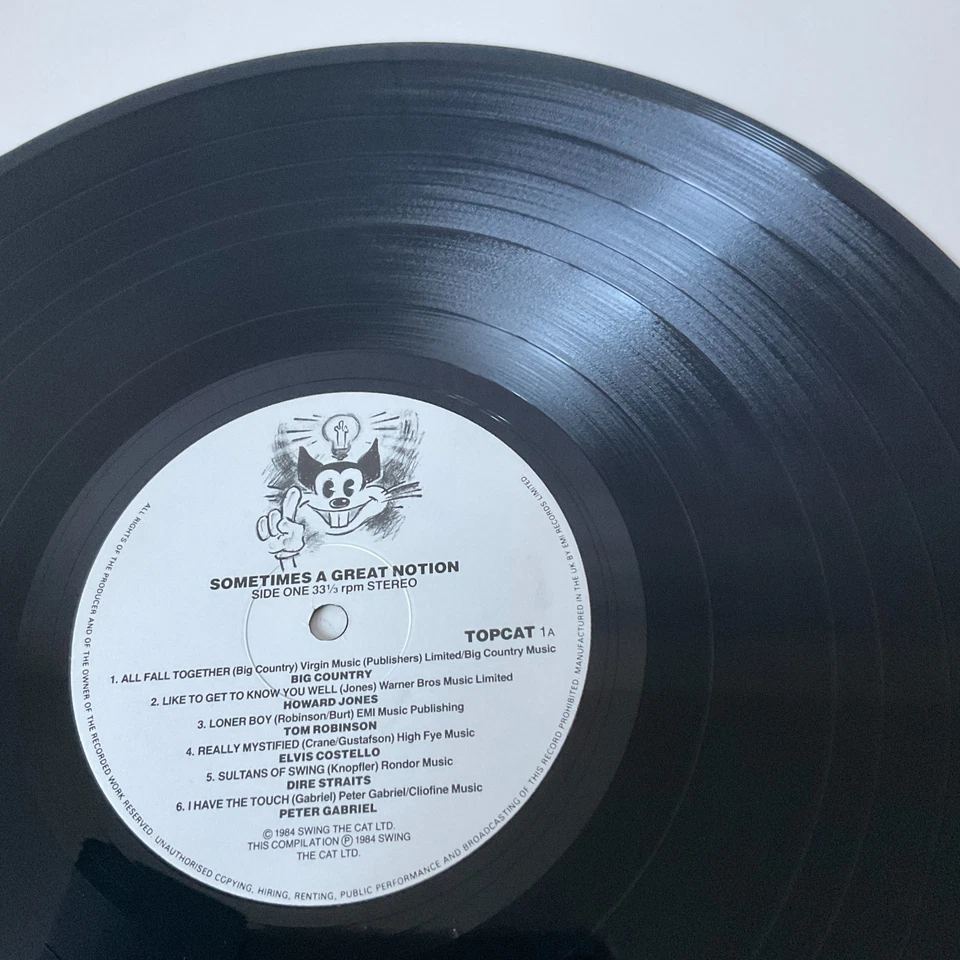 SOMETIMES A GREAT NOTION
SIDE ONE 33⅓ rpm STEREO
TOPCAT 1A
1. ALL FALL TOGETHER (Big Country) Virgin Music (Publishers) Limited/Big Country Music
BIG COUNTRY
2. LIKE TO GET TO KNOW YOU WELL (Jones) Warner Bros Music Limited
HOWARD JONES
3. LONER BOY (Robinson/Burt) EMI Music Publishing
TOM ROBINSON
4. REALLY MYSTIFIED (Crane/Gustafson) High Fye Music
ELVIS COSTELLO
5. SULTANS OF SWING (Knopfler) Rondor Music
DIRE STRAITS
6. I HAVE THE TOUCH (Gabriel) Peter Gabriel/Cliofine Music
PETER GABRIEL
© 1984 SWING THE CAT LTD.
THIS COMPILATION ℗ 1984 SWING
THE CAT LTD.
ALL RIGHTS OF THE PRODUCER AND OF THE OWNER OF THE RECORDED WORK RESERVED. UNAUTHORISED COPYING, HIRING, RENTING, PUBLIC PERFORMANCE AND BROADCASTING OF THIS RECORD PROHIBITED. MANUFACTURED IN THE UK BY EMI RECORDS LIMITED